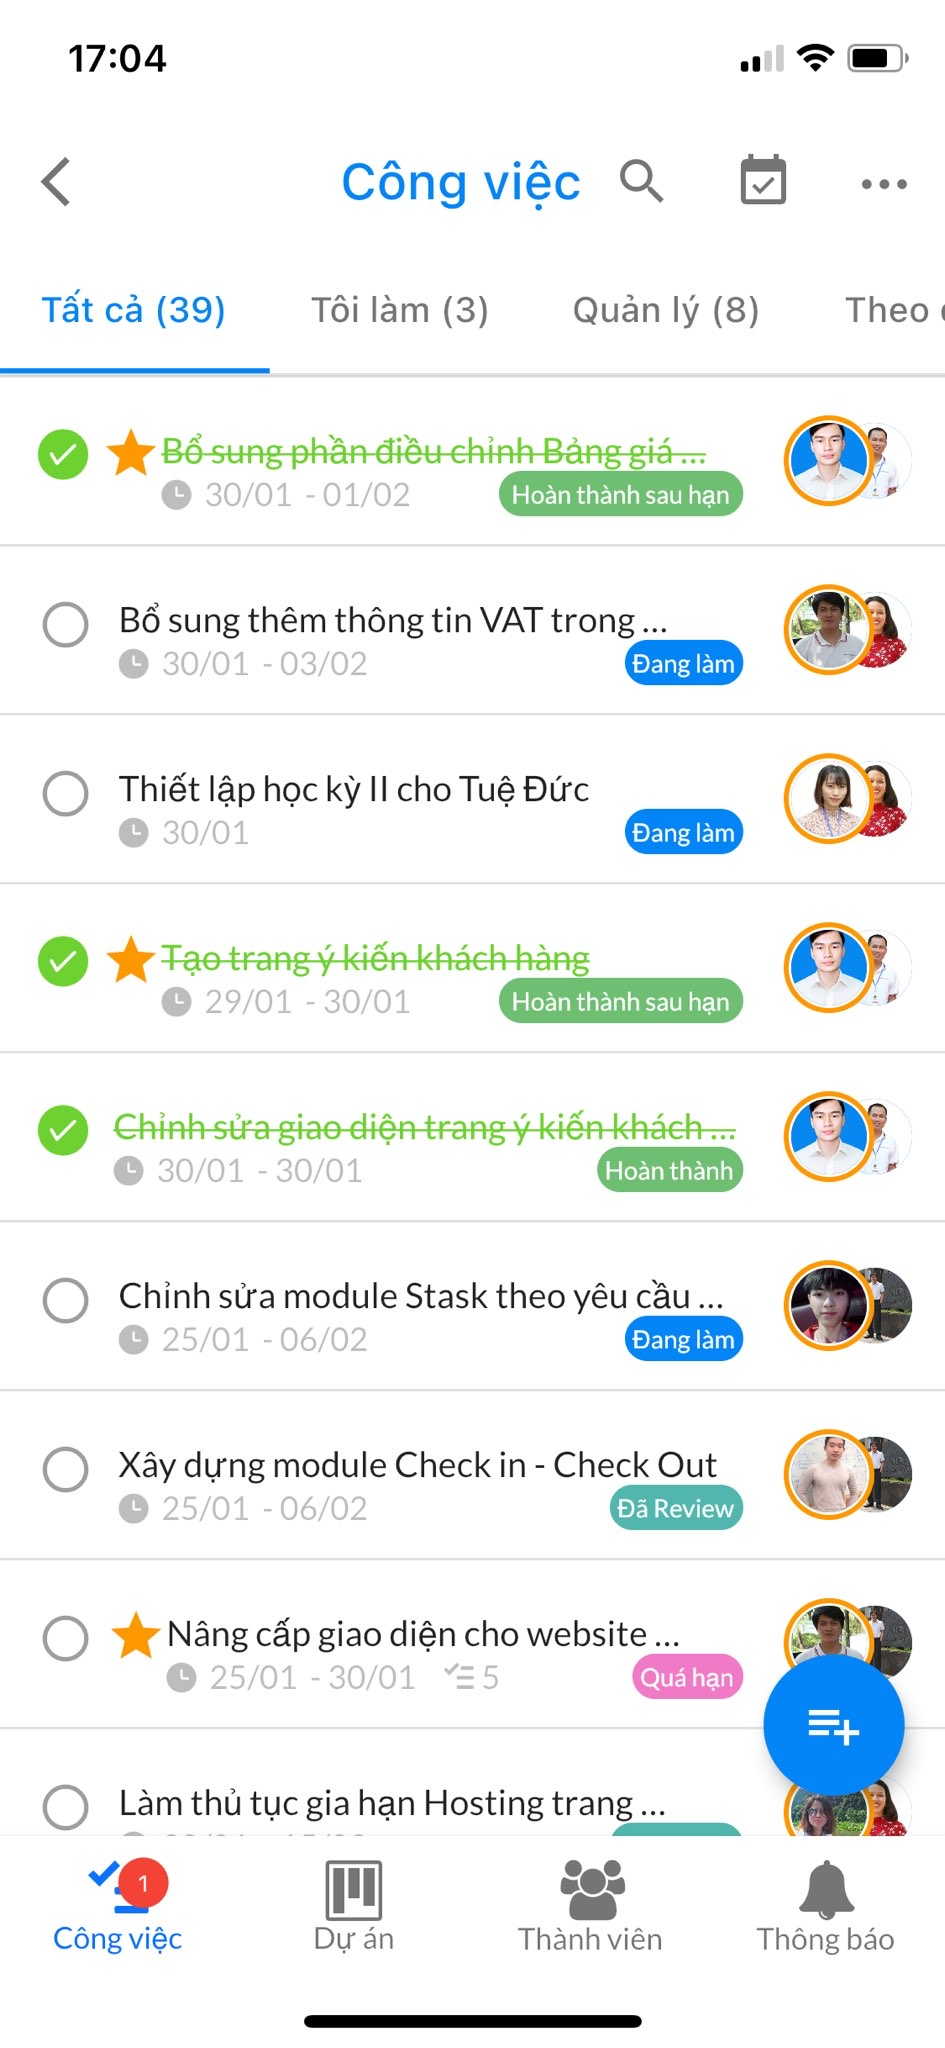 17:04
Công việc
Tất cả (39)
Tôi làm (3)
Quản lý (8)
Theo
Bổ sung phần điều chỉnh Bảng giá ...
30/01 - 01/02
Hoàn thành sau hạn
Bổ sung thêm thông tin VAT trong ...
30/01 - 03/02
Đang làm
Thiết lập học kỳ II cho Tuệ Đức
30/01
Đang làm
Tạo trang ý kiến khách hàng
29/01 - 30/01
Hoàn thành sau hạn
Chỉnh sửa giao diện trang ý kiến khách ...
30/01 - 30/01
Hoàn thành
Chỉnh sửa module Stask theo yêu cầu ...
25/01 - 06/02
Đang làm
Xây dựng module Check in - Check Out
25/01 - 06/02
Đã Review
Nâng cấp giao diện cho website ...
25/01 - 30/01 5
Quá hạn
Làm thủ tục gia hạn Hosting trang ...
1
Công việc
Dự án
Thành viên
Thông báo